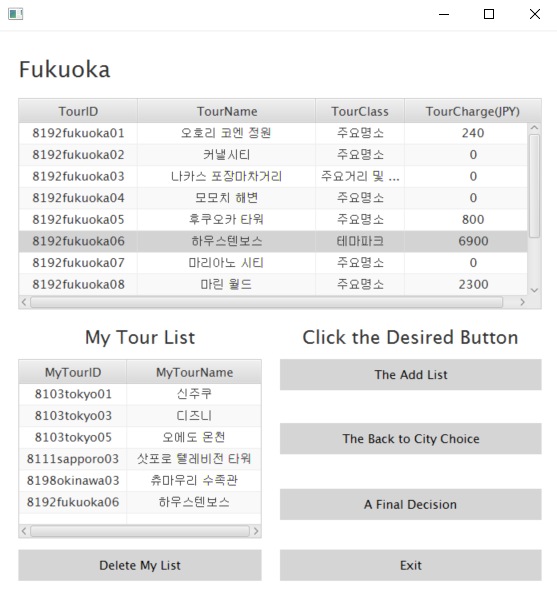 Fukuoka
TourID TourName TourClass TourCharge(JPY)
8192fukuoka01 오호리 코엔 정원 주요명소 240
8192fukuoka02 커낼시티 주요명소 0
8192fukuoka03 나카스 포장마차거리 주요거리 및 ... 0
8192fukuoka04 모모치 해변 주요명소 0
8192fukuoka05 후쿠오카 타워 주요명소 800
8192fukuoka06 하우스텐보스 테마파크 6900
8192fukuoka07 마리아노 시티 주요명소 0
8192fukuoka08 마린 월드 주요명소 2300
My Tour List
MyTourID MyTourName
8103tokyo01 신주쿠
8103tokyo03 디즈니
8103tokyo05 오에도 온천
8111sapporo03 삿포로 텔레비전 타워
8198okinawa03 츄마우리 수족관
8192fukuoka06 하우스텐보스
Delete My List
Click the Desired Button
The Add List
The Back to City Choice
A Final Decision
Exit